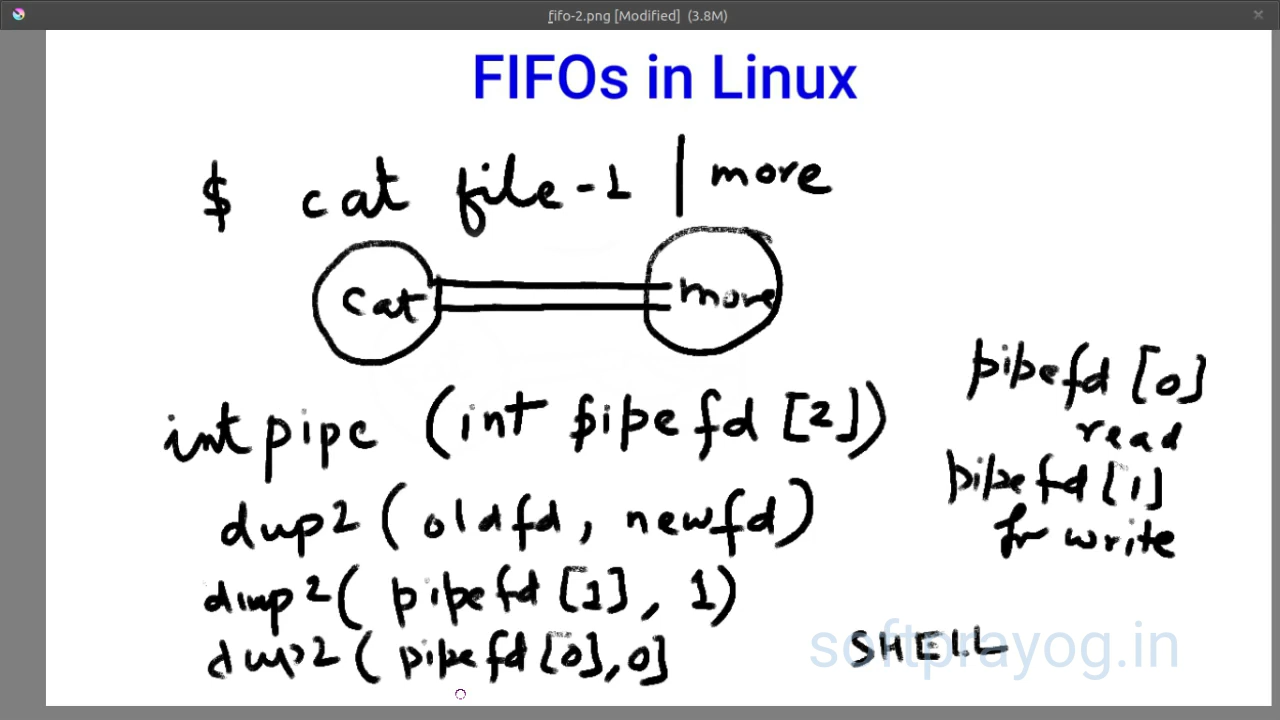 fifo-2.png [Modified] (3.8M)
FIFOs in Linux
$ cat file-1 | more
cat more
int pipe (int pipefd [2])
pipefd [0]
read
pipefd [1]
for write
dup2 ( oldfd, newfd)
dup2 ( pipefd [1], 1)
dup2 ( pipefd [0], 0]
SHELL
softprayog.in